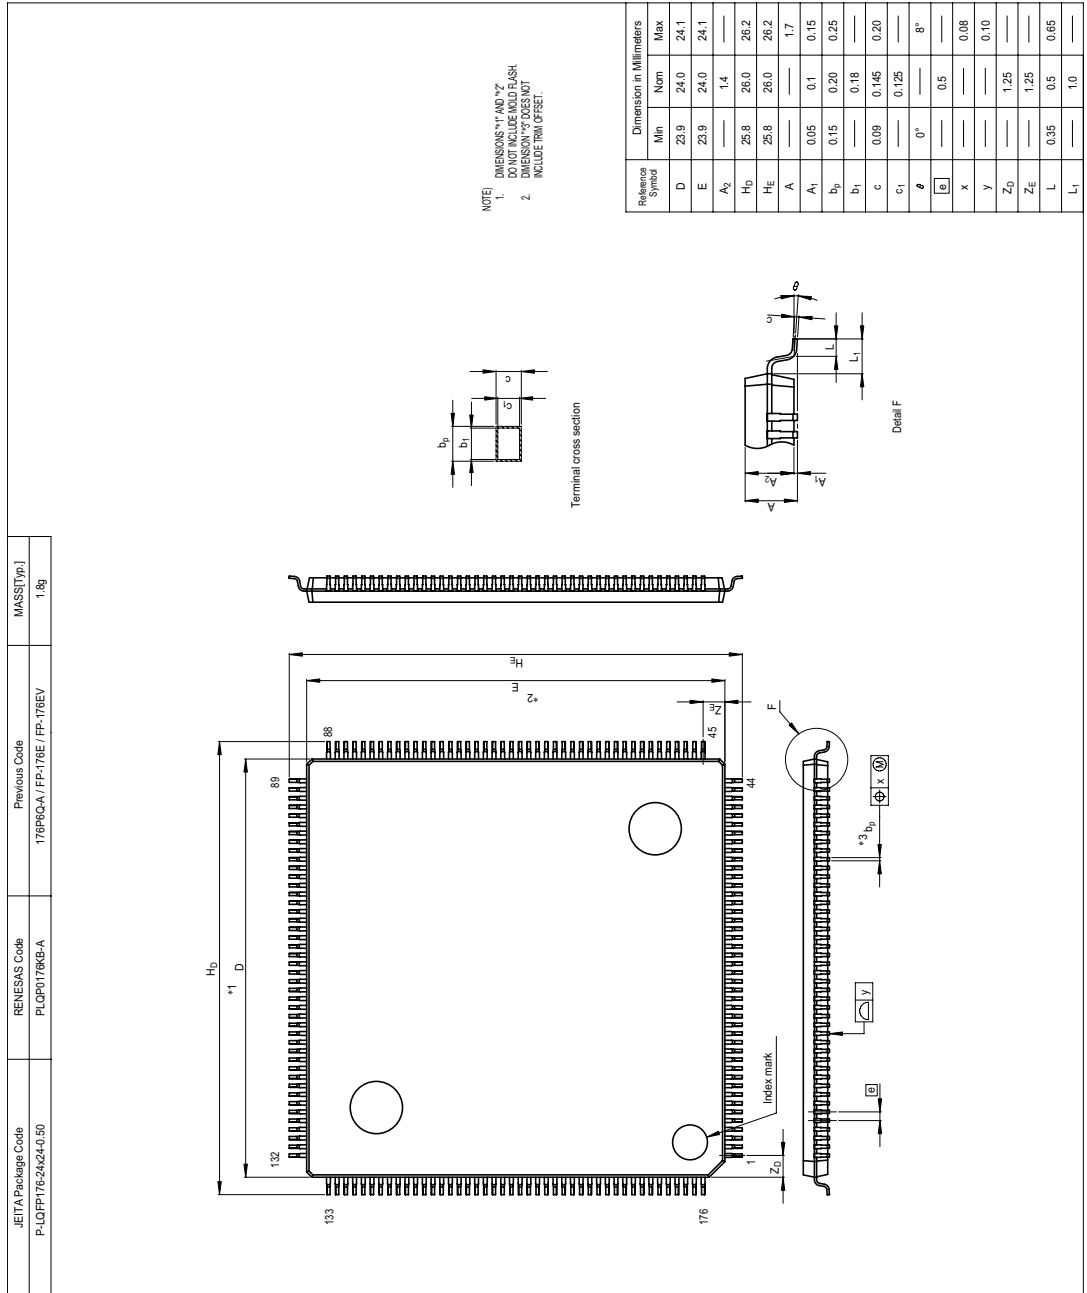 JEITA Package Code RENESAS Code Previous Code MASS[Typ.]
P-LQFP176-24x24-0.50 PLQP0176KB-A 176P6Q-A / FP-176E / FP-176EV 1.8g
HD
*1 D
133
132
89
88
176
1
44
45
ZD
Index mark
HE
*2 E
ZE
F
e
y
*3 bp
x M
bp
b1
c1
c
Terminal cross section
A
A2
A1
L
L1
c
θ
Detail F
NOTE)
1. DIMENSIONS "*1" AND "*2"
DO NOT INCLUDE MOLD FLASH.
2. DIMENSION "*3" DOES NOT
INCLUDE TRIM OFFSET.
Reference Symbol Dimension in Millimeters
Min Nom Max
D 23.9 24.0 24.1
E 23.9 24.0 24.1
A2 — 1.4 —
HD 25.8 26.0 26.2
HE 25.8 26.0 26.2
A — — 1.7
A1 0.05 0.1 0.15
bp 0.15 0.20 0.25
b1 — 0.18 —
c 0.09 0.145 0.20
c1 — 0.125 —
θ 0° — 8°
e — 0.5 —
x — — 0.08
y — — 0.10
ZD — 1.25 —
ZE — 1.25 —
L 0.35 0.5 0.65
L1 — 1.0 —